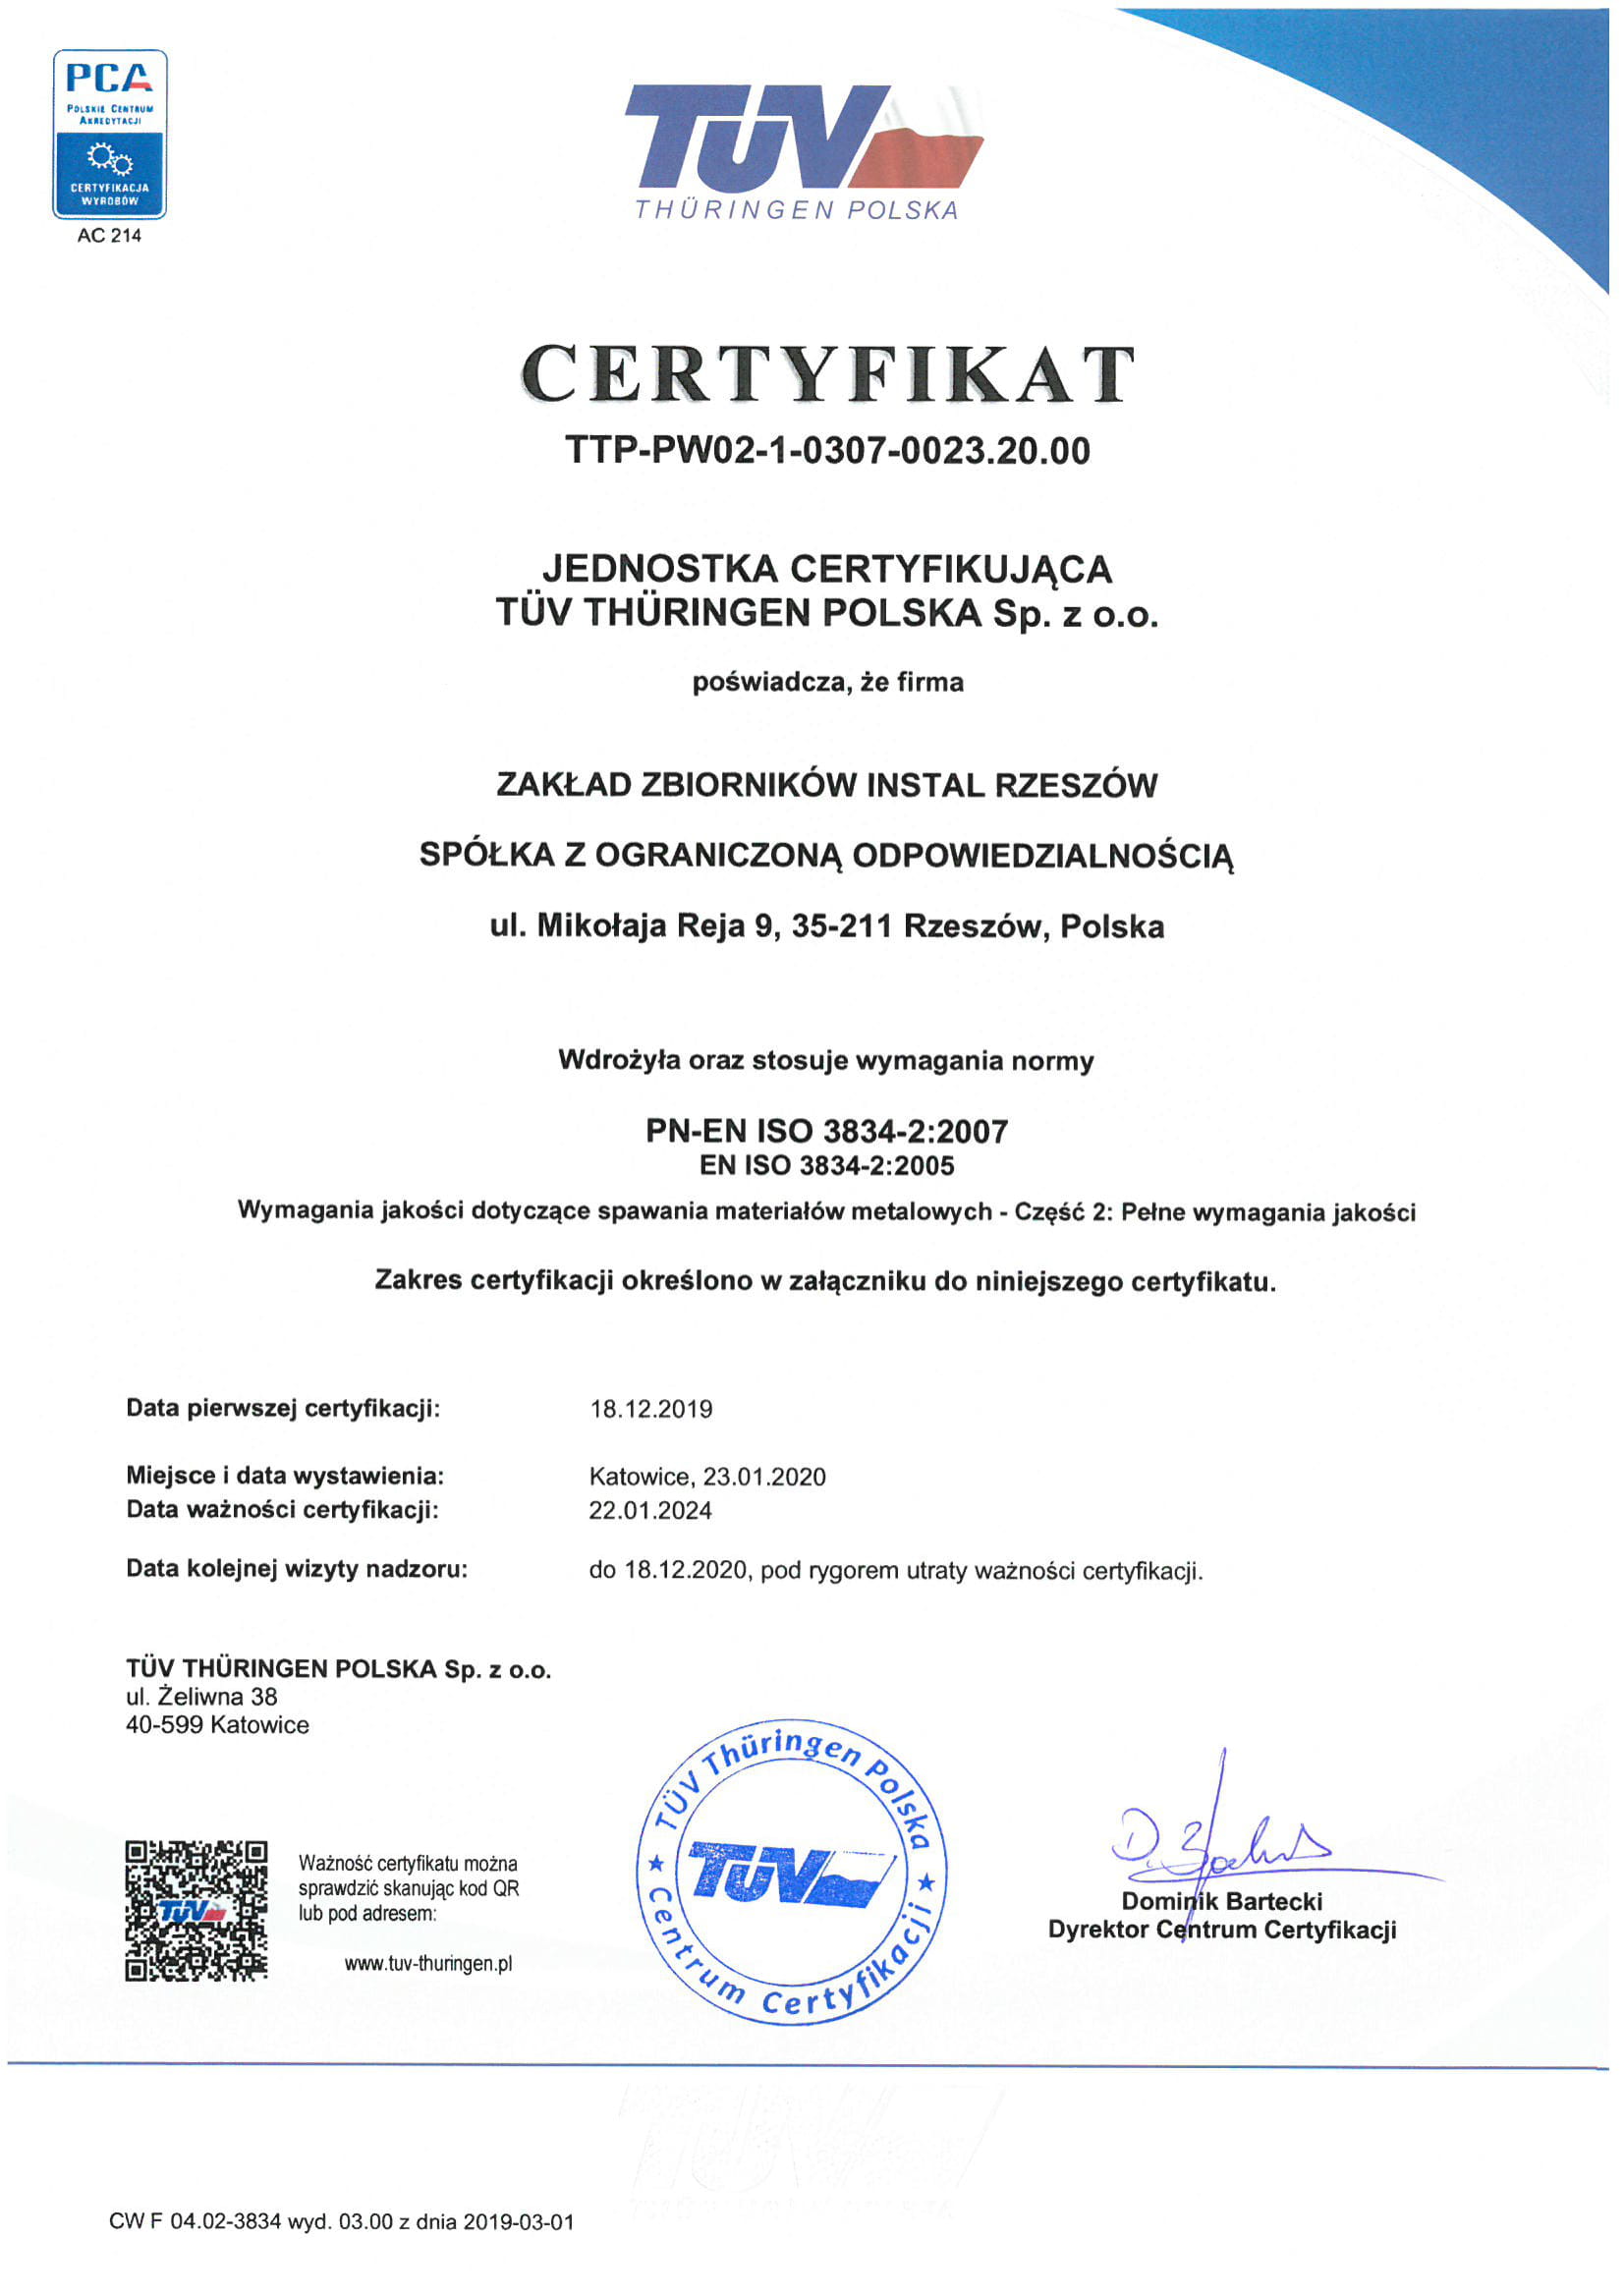 PCA
POLSKIE CENTRUM
AKREDYTACJI
CERTYFIKACJA
WYROBÓW
AC 214
TÜV
THÜRINGEN POLSKA
CERTYFIKAT
TTP-PW02-1-0307-0023.20.00
JEDNOSTKA CERTYFIKUJĄCA
TÜV THÜRINGEN POLSKA Sp. z o.o.
poświadcza, że firma
ZAKŁAD ZBIORNIKÓW INSTAL RZESZÓW
SPÓŁKA Z OGRANICZONĄ ODPOWIEDZIALNOŚCIĄ
ul. Mikołaja Reja 9, 35-211 Rzeszów, Polska
Wdrożyła oraz stosuje wymagania normy
PN-EN ISO 3834-2:2007
EN ISO 3834-2:2005
Wymagania jakości dotyczące spawania materiałów metalowych - Część 2: Pełne wymagania jakości
Zakres certyfikacji określono w załączniku do niniejszego certyfikatu.
Data pierwszej certyfikacji: 18.12.2019
Miejsce i data wystawienia: Katowice, 23.01.2020
Data ważności certyfikacji: 22.01.2024
Data kolejnej wizyty nadzoru: do 18.12.2020, pod rygorem utraty ważności certyfikacji.
TÜV THÜRINGEN POLSKA Sp. z o.o.
ul. Żeliwna 38
40-599 Katowice
TÜV
Ważność certyfikatu można
sprawdzić skanując kod QR
lub pod adresem:
www.tuv-thuringen.pl
TÜV Thüringen Polska
TÜV
Centrum Certyfikacji
Dominik Bartecki
Dyrektor Centrum Certyfikacji
CW F 04.02-3834 wyd. 03.00 z dnia 2019-03-01